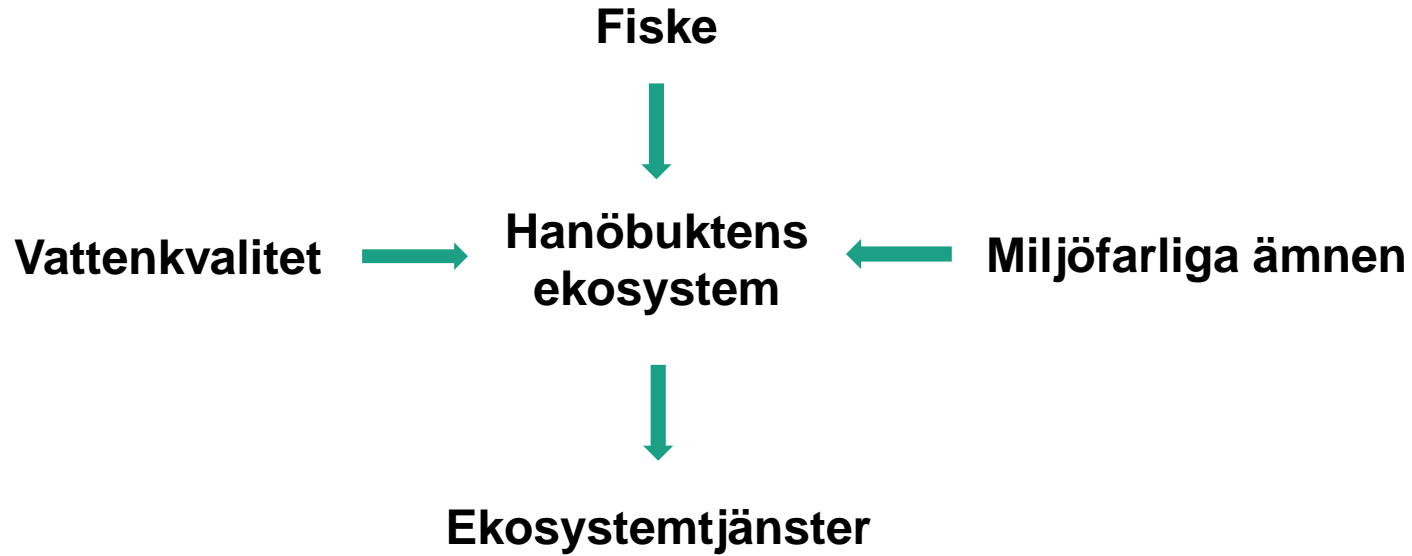 Fiske
Vattenkvalitet
Hanöbuktens
ekosystem
Miljöfarliga ämnen
Ekosystemtjänster